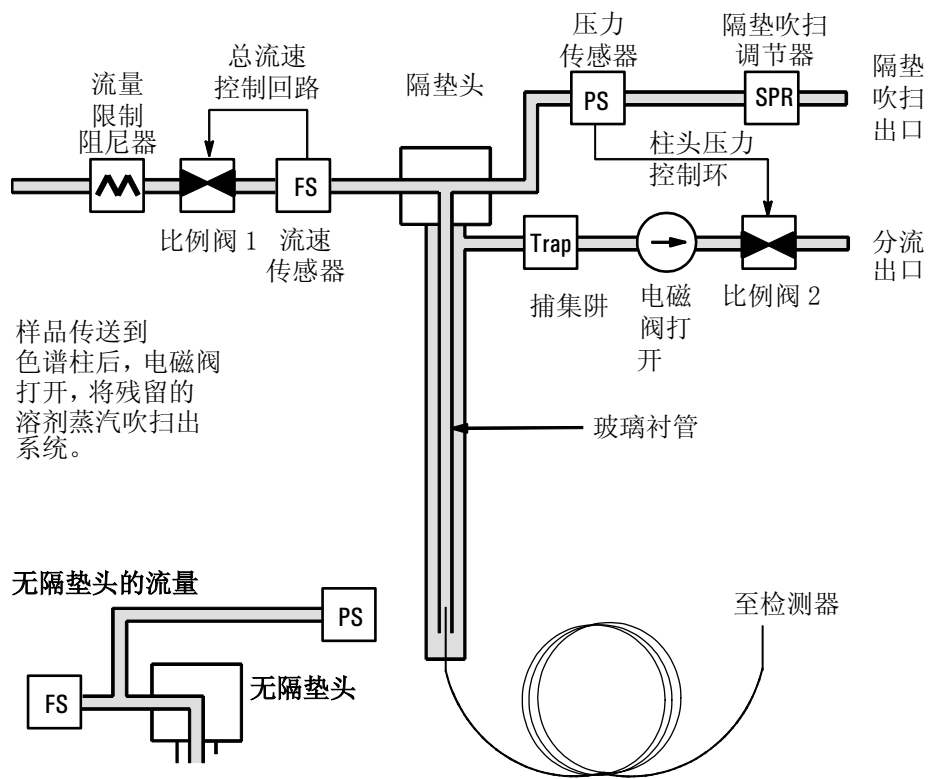 压力
传感器
隔垫吹扫
调节器
总流速
控制回路
隔垫头
隔垫
吹扫
出口
流量
限制
阻尼器
PS
SPR
柱头压力
控制环
FS
比例阀 1
流速
传感器
Trap
分流
出口
捕集阱
电磁
阀打
开
比例阀 2
样品传送到
色谱柱后，电磁阀
打开，将残留的
溶剂蒸汽吹扫出
系统。
玻璃衬管
无隔垫头的流量
至检测器
PS
无隔垫头
FS